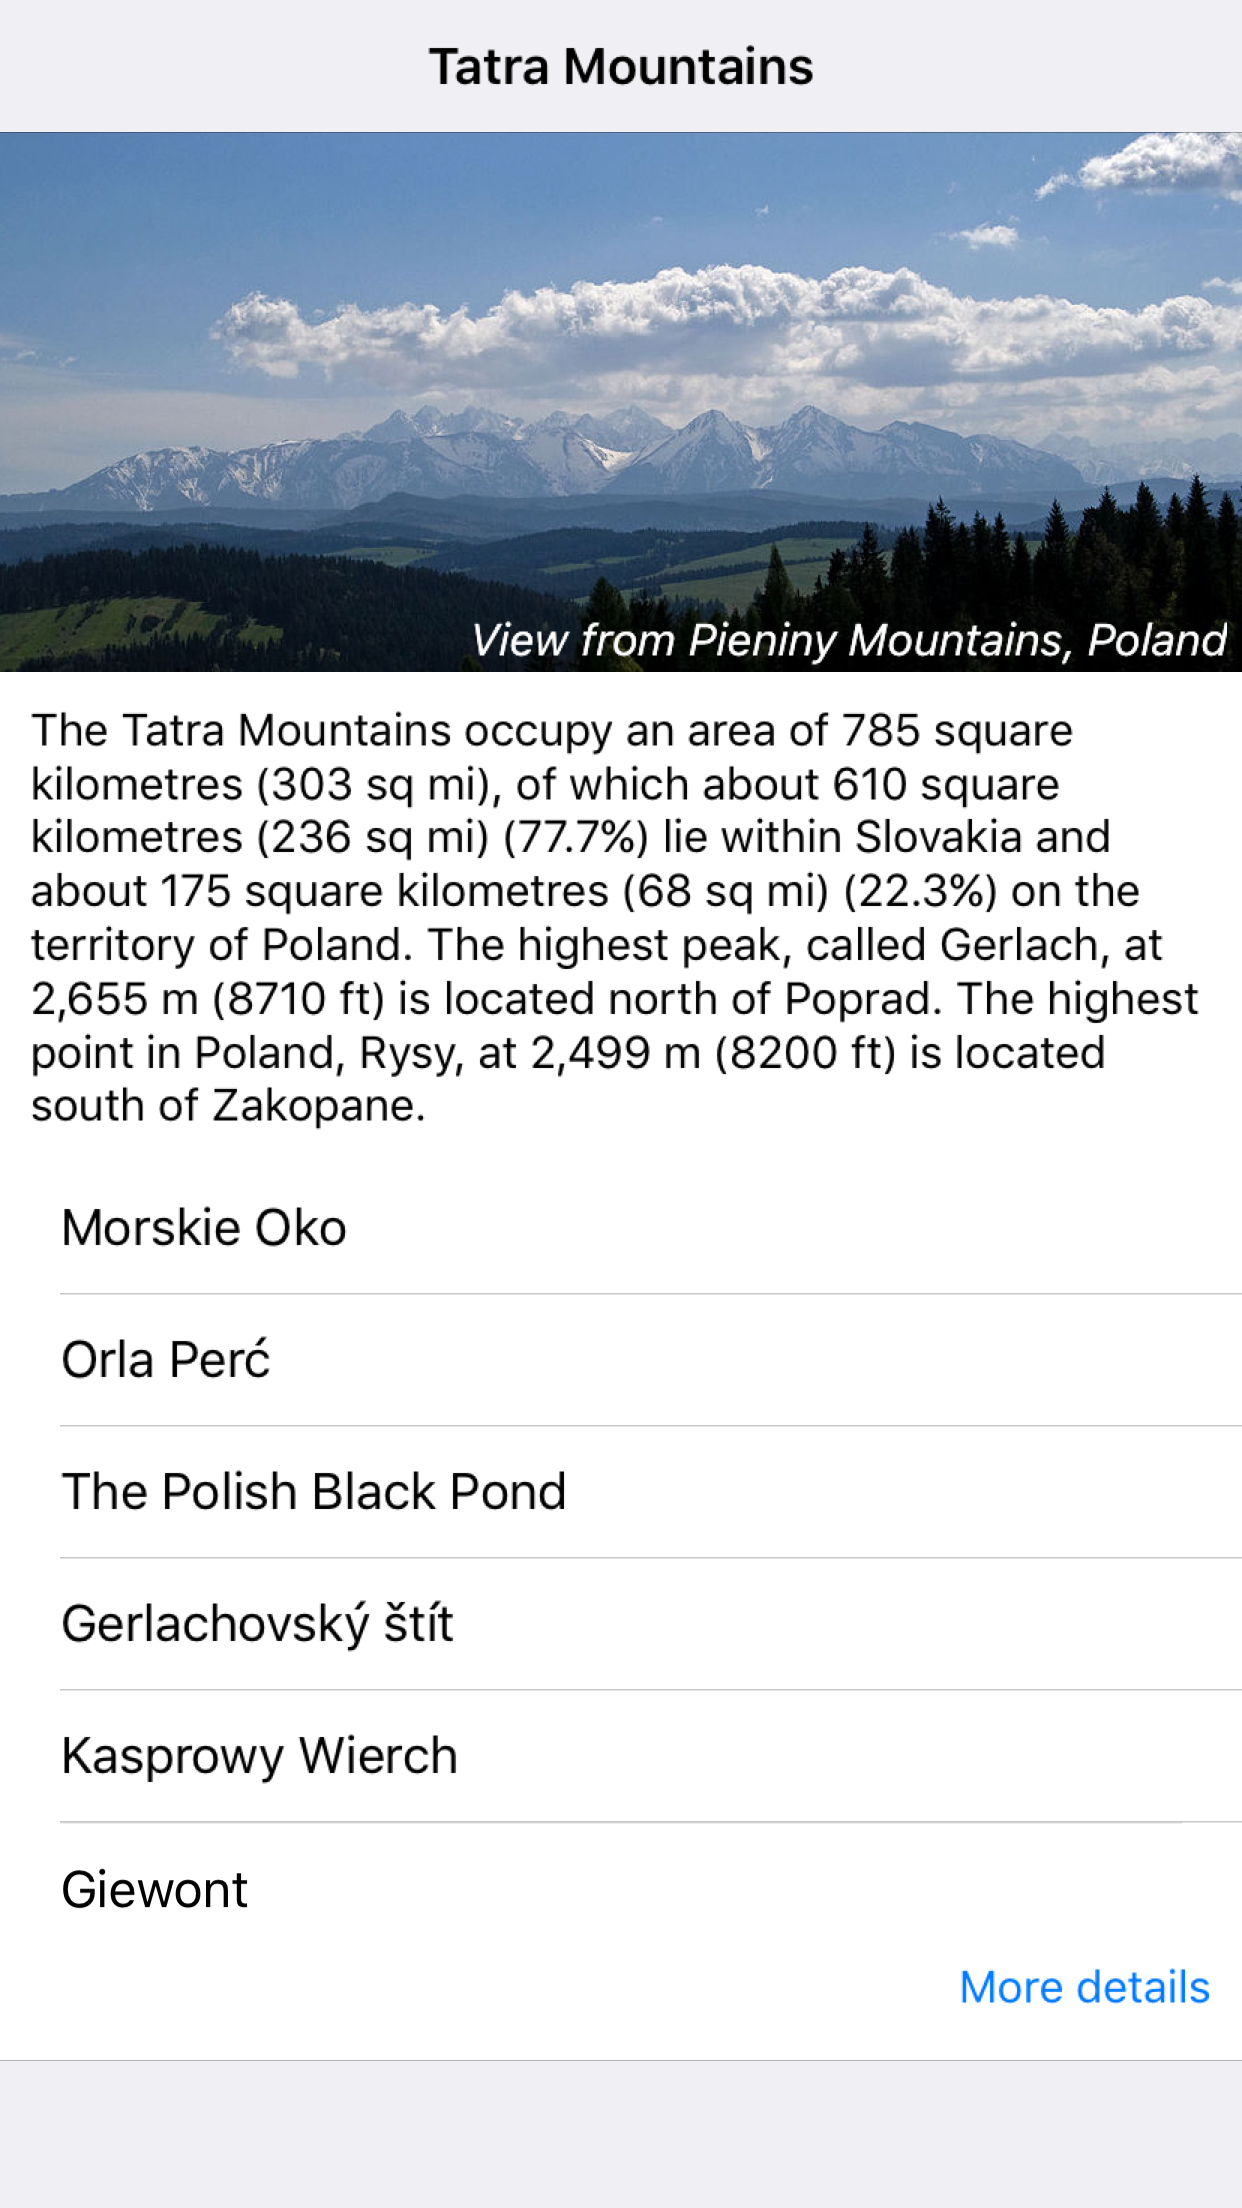 Tatra Mountains
View from Pieniny Mountains, Poland
The Tatra Mountains occupy an area of 785 square
kilometres (303 sq mi), of which about 610 square
kilometres (236 sq mi) (77.7%) lie within Slovakia and
about 175 square kilometres (68 sq mi) (22.3%) on the
territory of Poland. The highest peak, called Gerlach, at
2,655 m (8710 ft) is located north of Poprad. The highest
point in Poland, Rysy, at 2,499 m (8200 ft) is located
south of Zakopane.
Morskie Oko
Orla Perć
The Polish Black Pond
Gerlachovský štít
Kasprowy Wierch
Giewont
More details